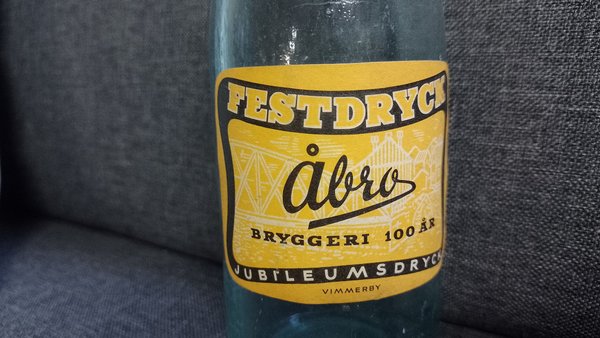 FESTDRYCK
Åbro
BRYGGERI 100 ÅR
JUBILEUMSDRYCK
VIMMERBY